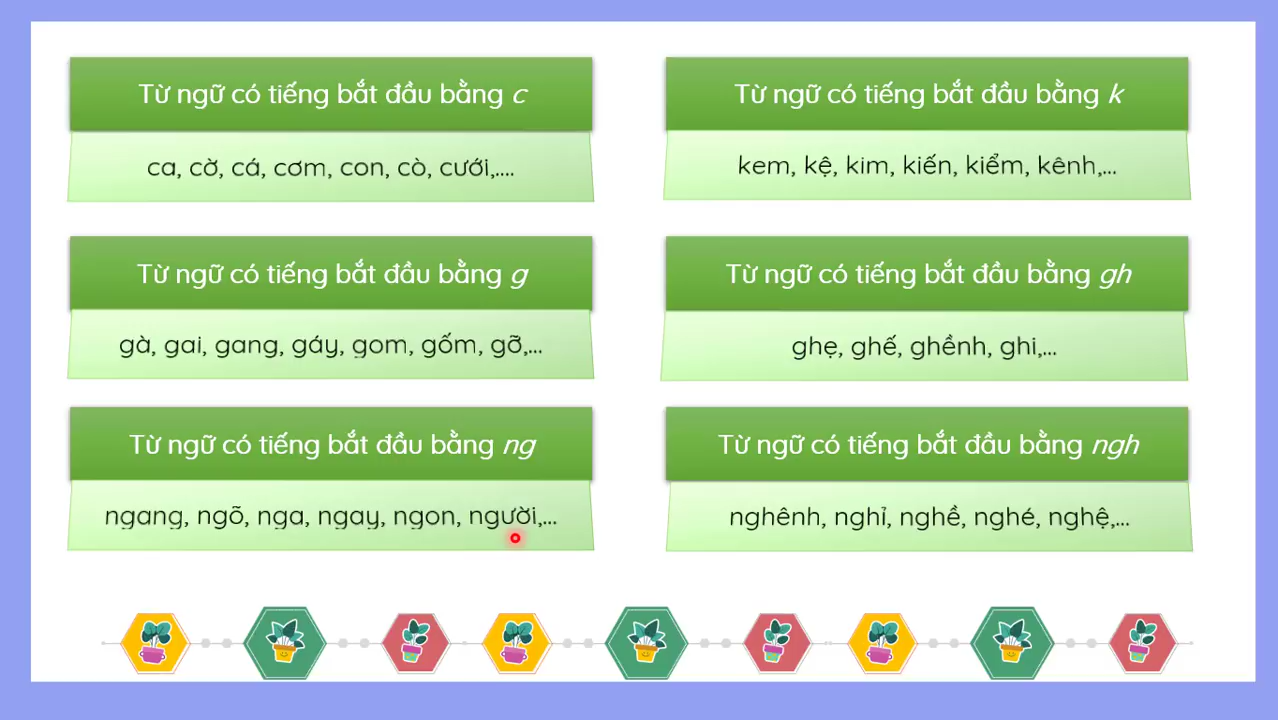 Từ ngữ có tiếng bắt đầu bằng c
ca, cờ, cá, cơm, con, cò, cưới,....
Từ ngữ có tiếng bắt đầu bằng k
kem, kệ, kim, kiến, kiểm, kênh,...
Từ ngữ có tiếng bắt đầu bằng g
gà, gai, gang, gáy, gom, gốm, gỡ,...
Từ ngữ có tiếng bắt đầu bằng gh
ghẹ, ghế, ghềnh, ghi,...
Từ ngữ có tiếng bắt đầu bằng ng
ngang, ngõ, nga, ngay, ngon, người,...
Từ ngữ có tiếng bắt đầu bằng ngh
nghênh, nghỉ, nghề, nghé, nghệ,...